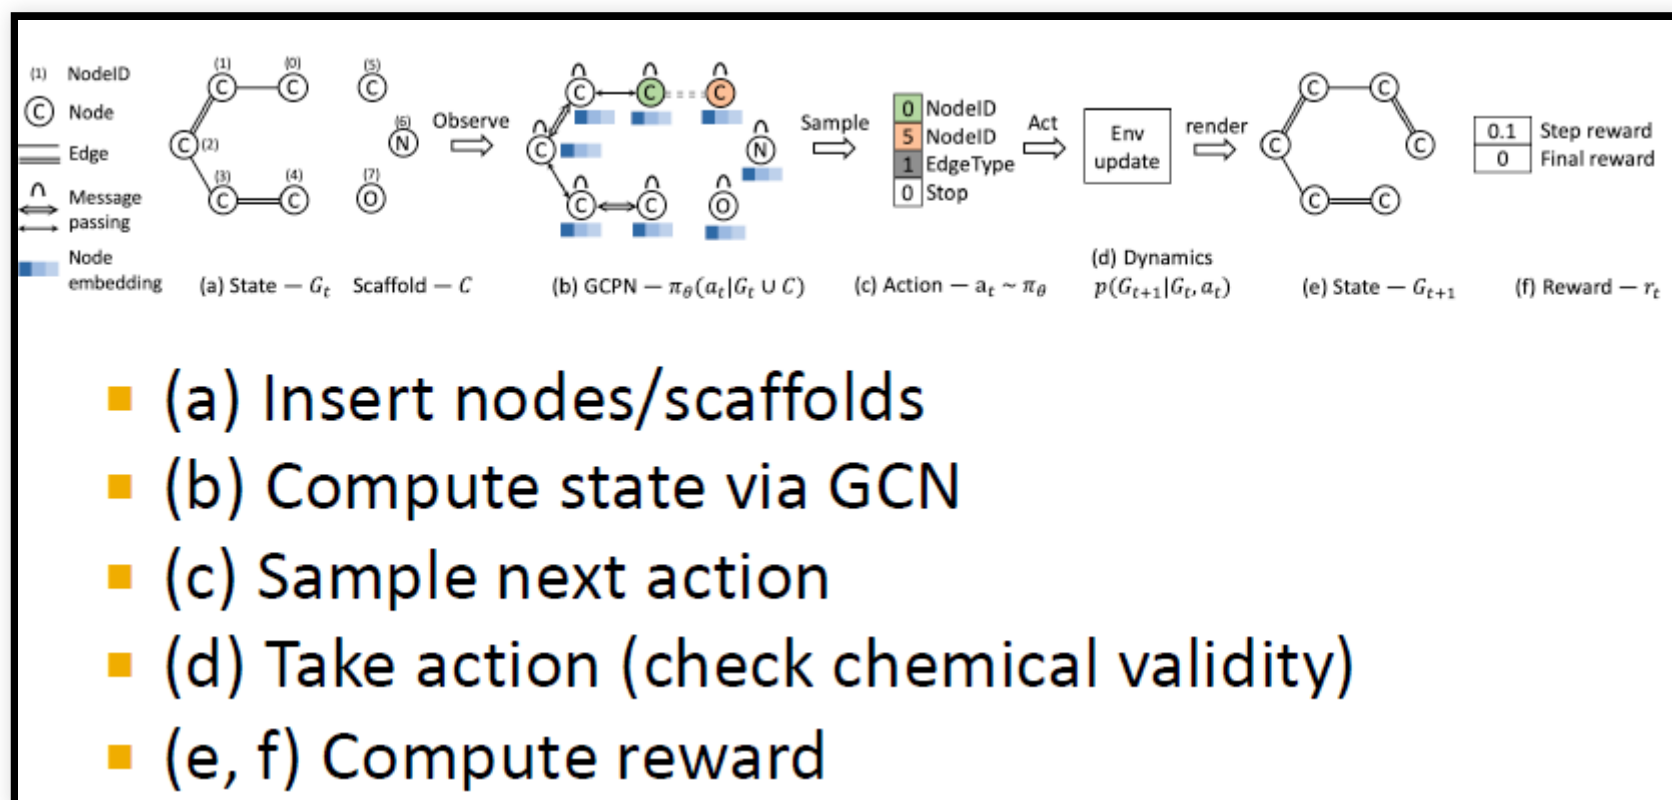 (1) NodeID
C Node
Edge
Message
passing
Node
embedding
(1) (0) (5)
C C C
(2) (6)
C N
(3) (4) (7)
C C O
(a) State — G_t Scaffold — C
Observe
C C C
C N
C C O
(b) GCPN — π_θ(a_t|G_t ∪ C)
Sample
0 NodeID
5 NodeID
1 EdgeType
0 Stop
(c) Action — a_t ~ π_θ
Act
Env
update
(d) Dynamics
p(G_{t+1}|G_t, a_t)
render
C C
C C
C C
(e) State — G_{t+1}
0.1 Step reward
0 Final reward
(f) Reward — r_t
(a) Insert nodes/scaffolds
(b) Compute state via GCN
(c) Sample next action
(d) Take action (check chemical validity)
(e, f) Compute reward